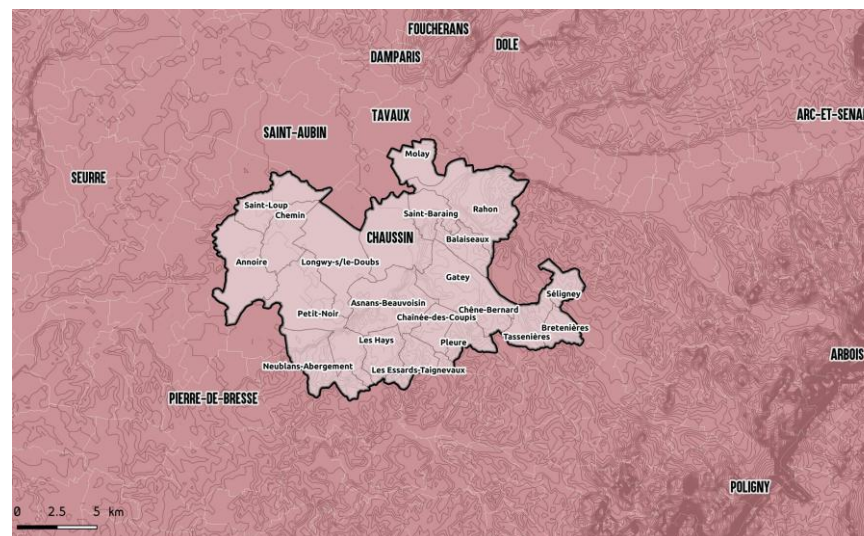 FOUCHERANS
DOLE
DAMPARIS
ARC-ET-SENA
TAVAUX
SAINT-AUBIN
Molay
SEURRE
Saint-Loup
Chemin
Saint-Baraing
Rahon
CHAUSSIN
Balaiseaux
Annoire
Longwy-s/le-Doubs
Gatey
Séligney
Asnans-Beauvoisin
Petit-Noir
Chêne-Bernard
Chaînée-des-Coupis
Bretenières
Tassenières
Les Hays
Pleure
ARBOIS
Neublans-Abergement
Les Essards-Taignevaux
PIERRE-DE-BRESSE
POLIGNY
0 2.5 5 km